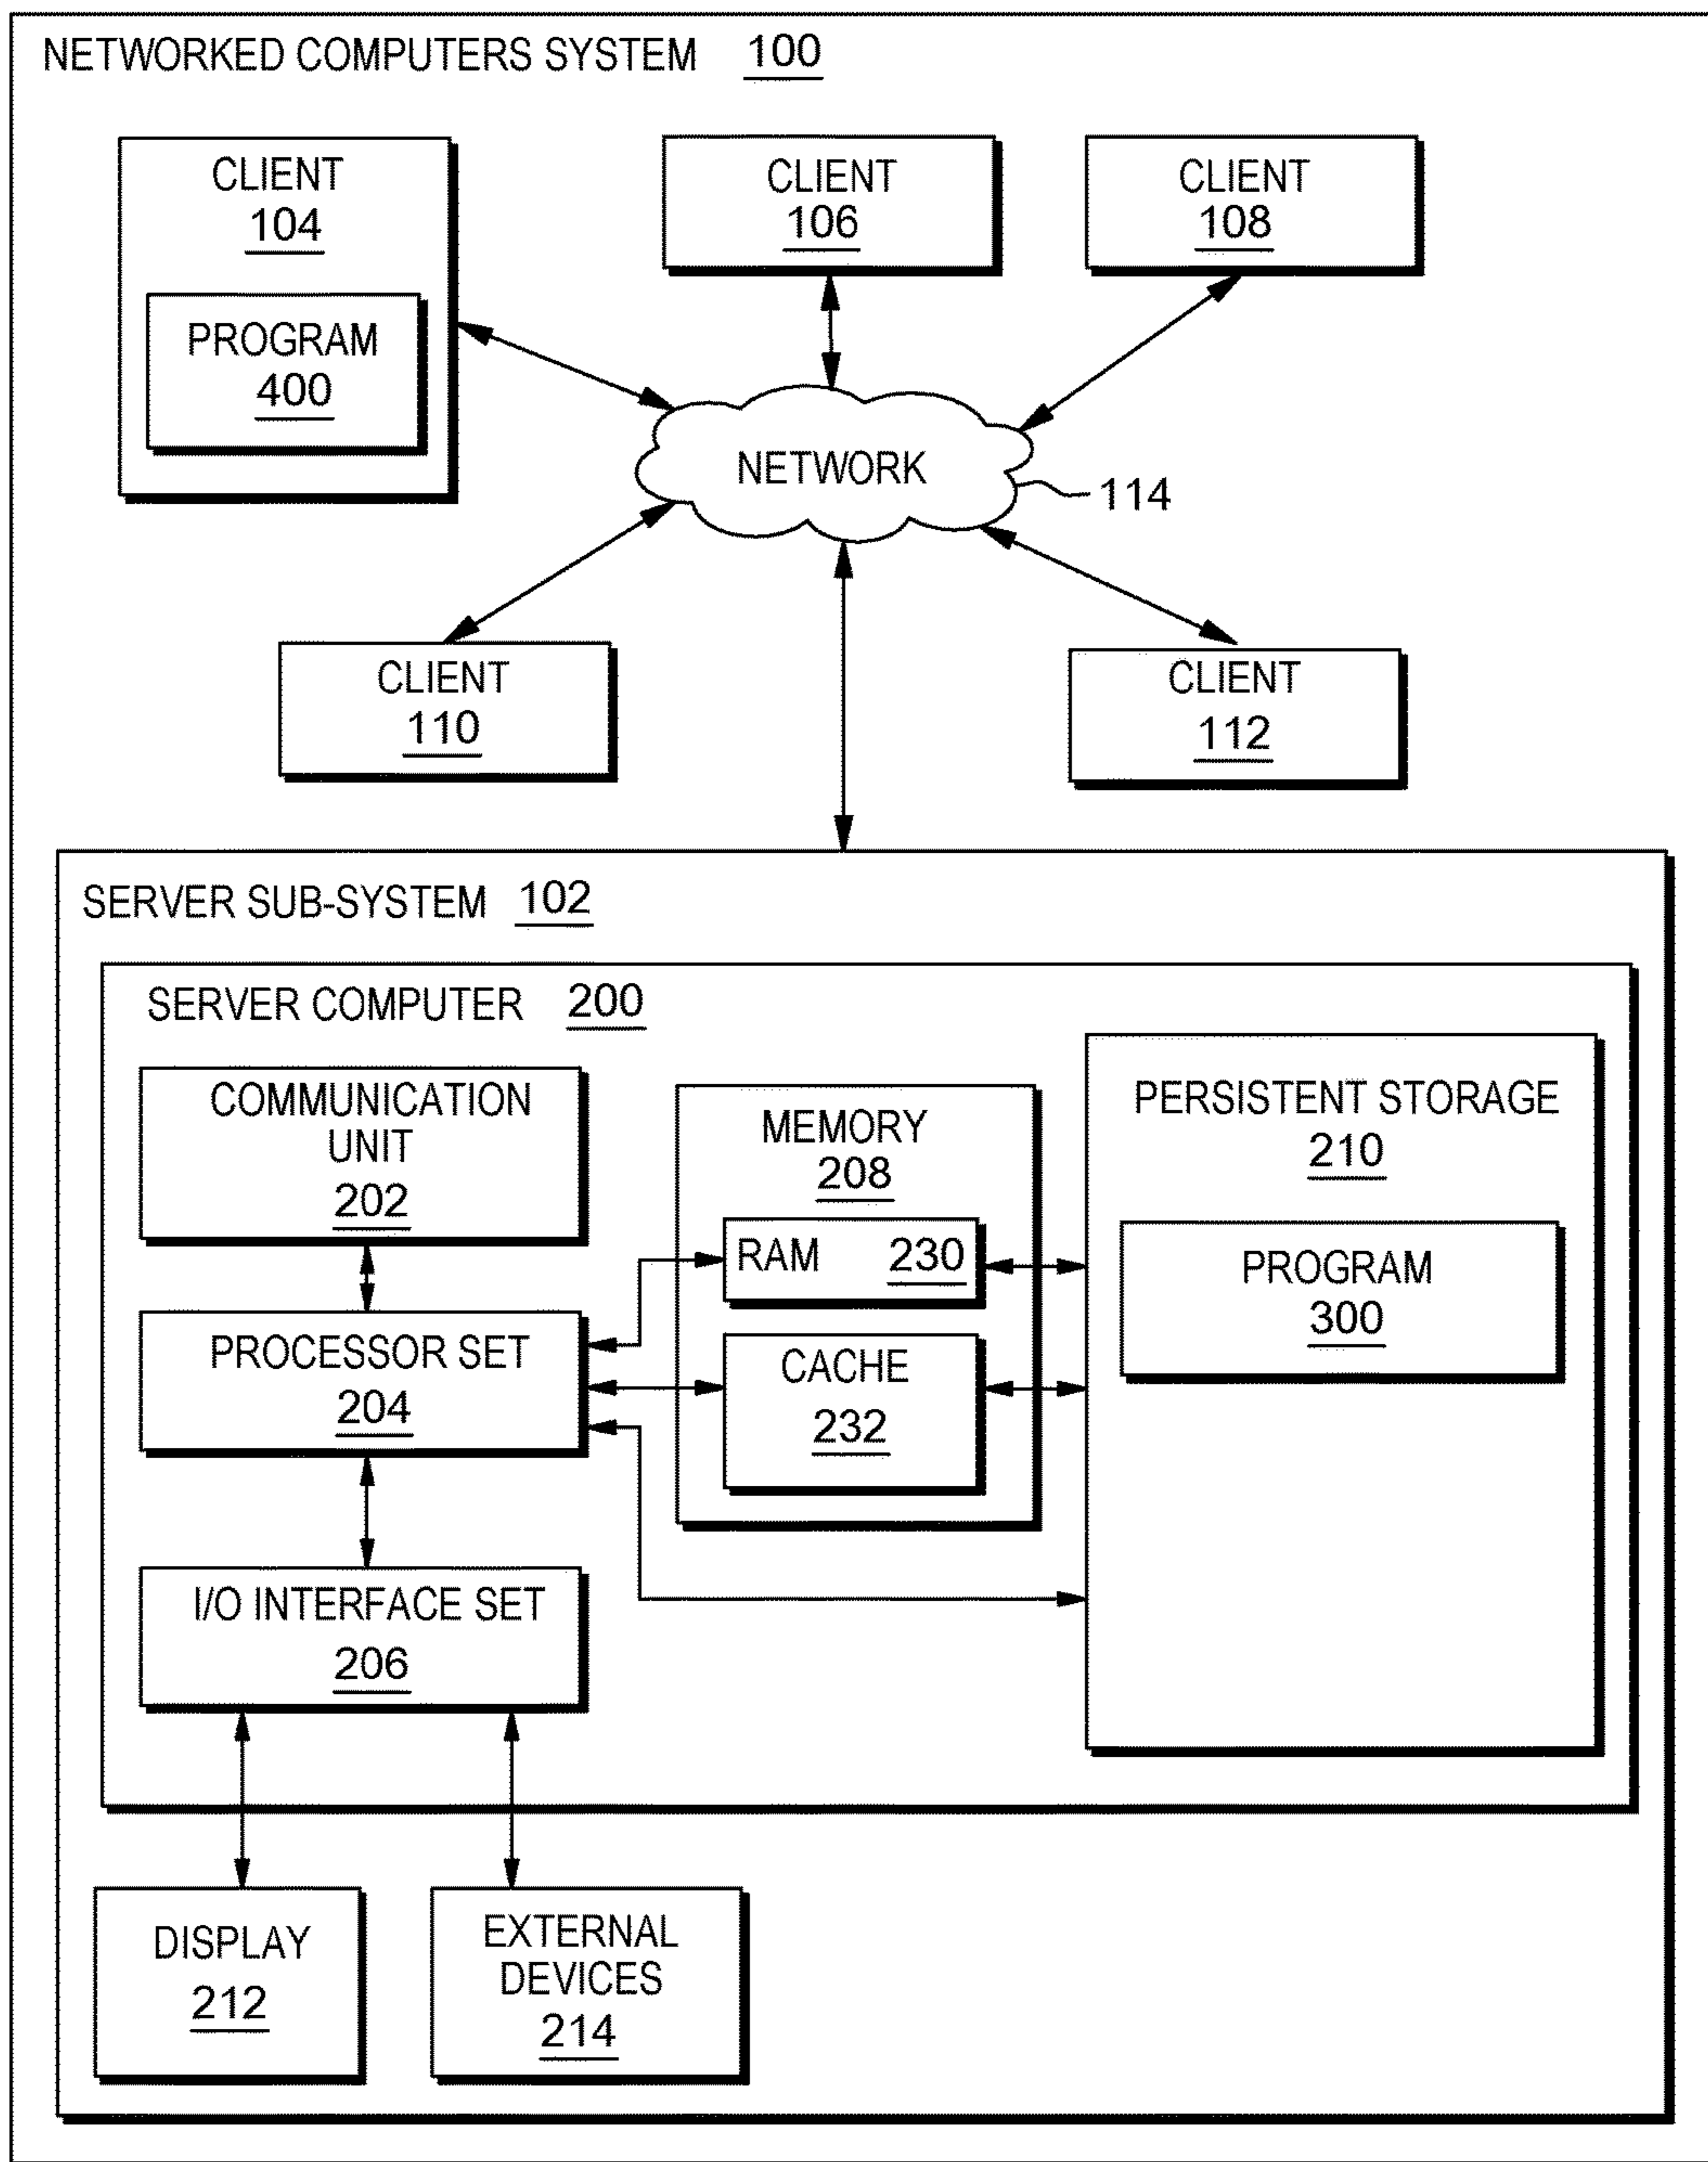 NETWORKED COMPUTERS SYSTEM 100
CLIENT
104
PROGRAM
400
CLIENT
106
CLIENT
108
NETWORK
114
CLIENT
110
CLIENT
112
SERVER SUB-SYSTEM 102
SERVER COMPUTER 200
COMMUNICATION
UNIT
202
PROCESSOR SET
204
I/O INTERFACE SET
206
MEMORY
208
RAM 230
CACHE
232
PERSISTENT STORAGE
210
PROGRAM
300
DISPLAY
212
EXTERNAL
DEVICES
214